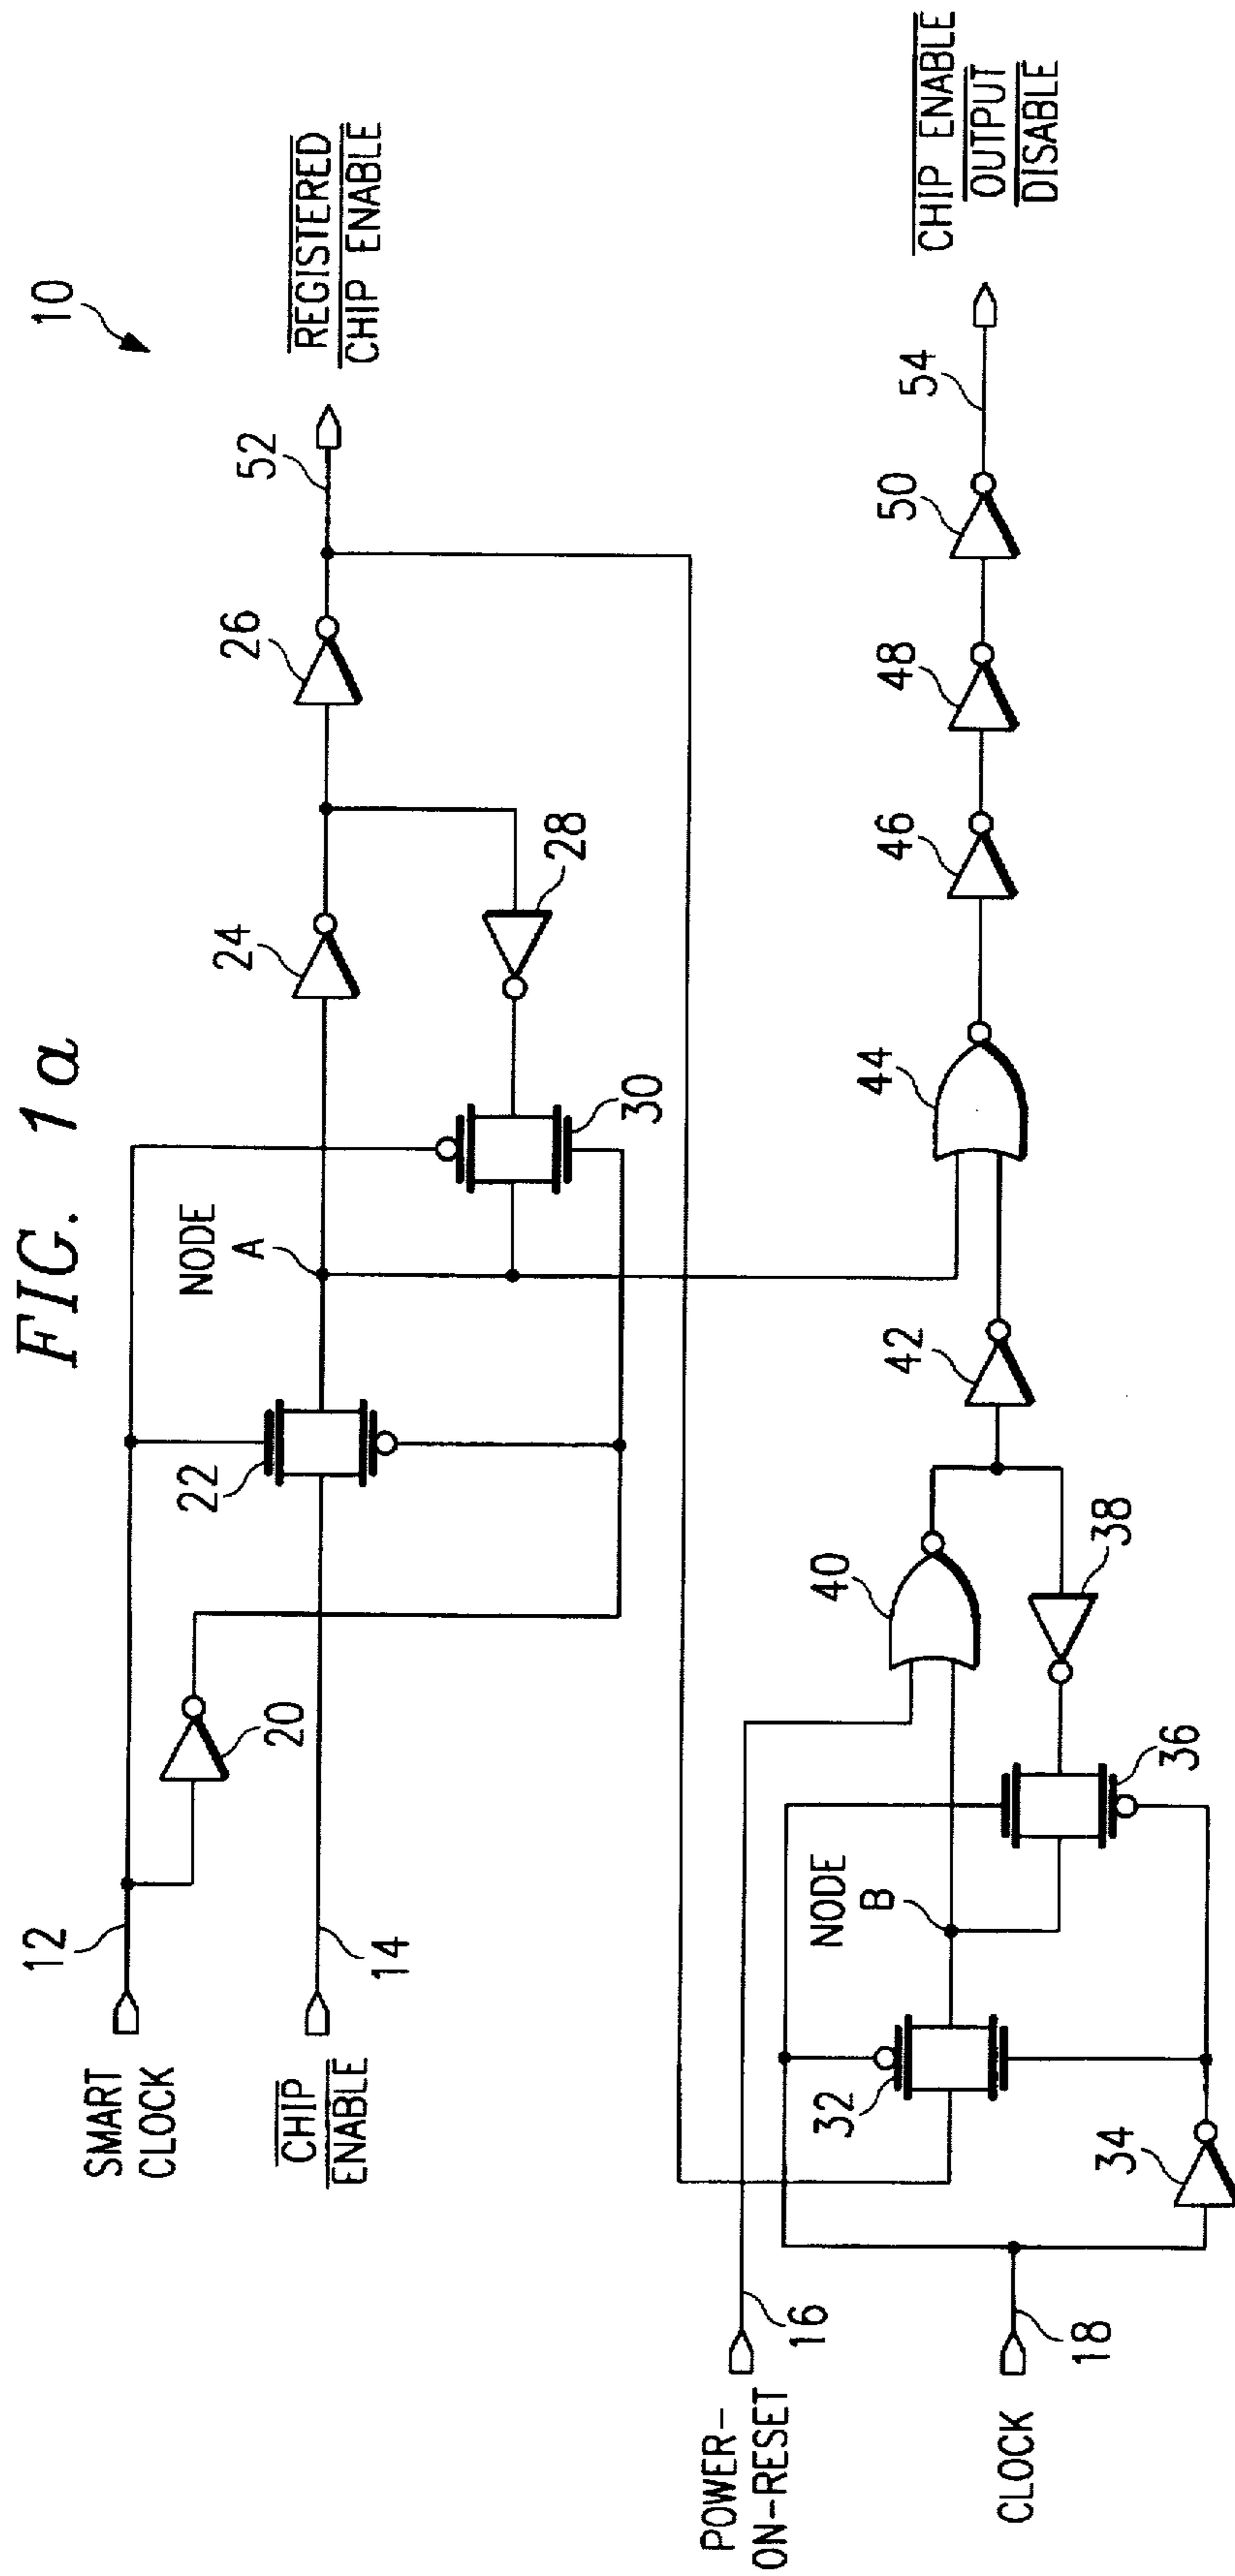 FIG. 1a
10
SMART
CLOCK
12
CHIP
ENABLE
14
20
22
NODE
A
24
26
28
30
52
REGISTERED
CHIP ENABLE
POWER-
ON-RESET
16
CLOCK
18
32
34
NODE
B
36
38
40
42
44
46
48
50
54
CHIP ENABLE
OUTPUT
DISABLE